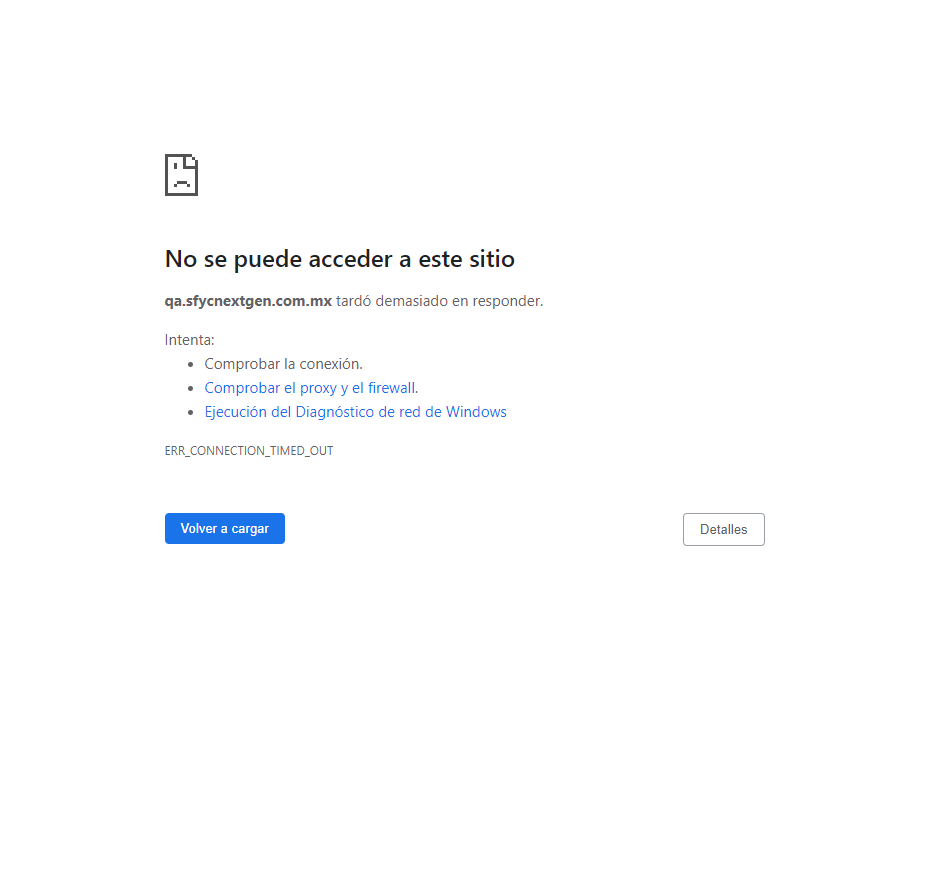 No se puede acceder a este sitio
qa.sfycnextgen.com.mx tardó demasiado en responder.
Intenta:
• Comprobar la conexión.
• Comprobar el proxy y el firewall.
• Ejecución del Diagnóstico de red de Windows
ERR_CONNECTION_TIMED_OUT
Volver a cargar
Detalles